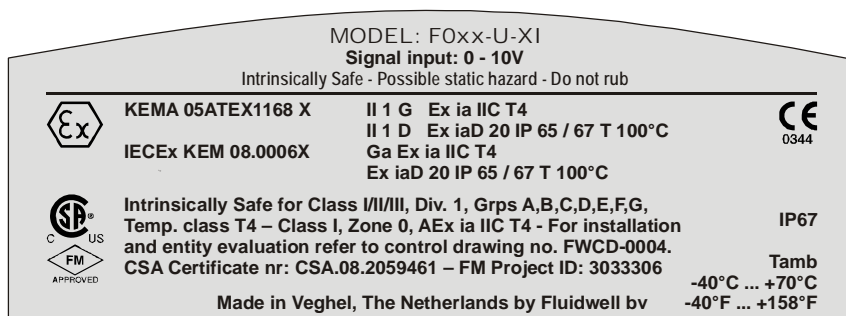 MODEL: F0xx-U-XI
Signal input: 0 - 10V
Intrinsically Safe - Possible static hazard - Do not rub
Ex
KEMA 05ATEX1168 X II 1 G Ex ia IIC T4
II 1 D Ex iaD 20 IP 65 / 67 T 100°C
CE
0344
IECEx KEM 08.0006X Ga Ex ia IIC T4
Ex iaD 20 IP 65 / 67 T 100°C
SA ®
C US
FM
APPROVED
Intrinsically Safe for Class I/II/III, Div. 1, Grps A,B,C,D,E,F,G,
Temp. class T4 – Class I, Zone 0, AEx ia IIC T4 - For installation
and entity evaluation refer to control drawing no. FWCD-0004.
CSA Certificate nr: CSA.08.2059461 – FM Project ID: 3033306
IP67
Tamb
-40°C ... +70°C
-40°F ... +158°F
Made in Veghel, The Netherlands by Fluidwell bv